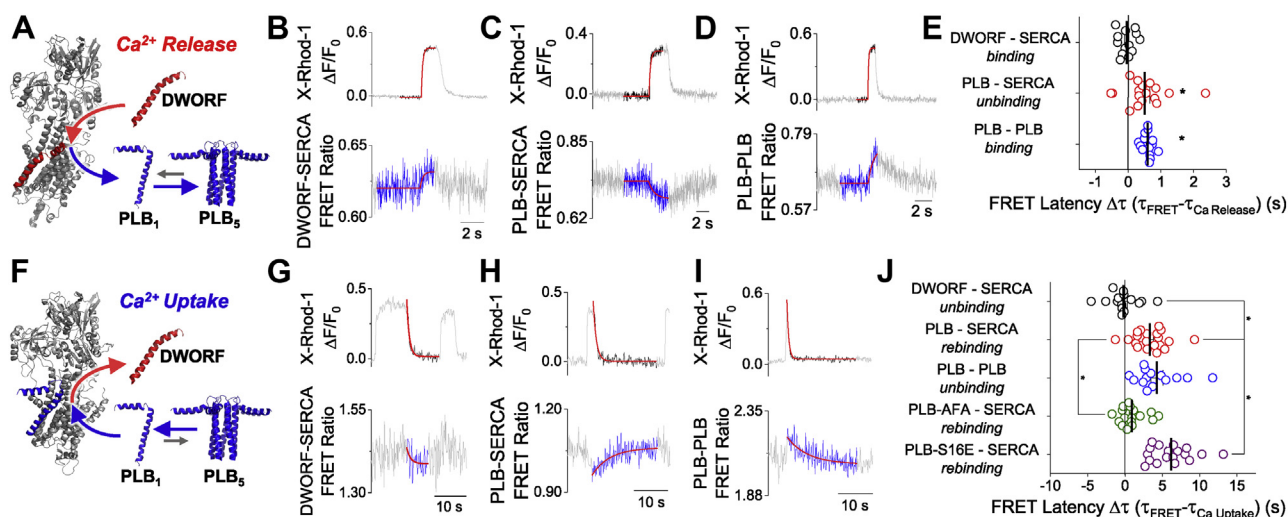 A
Ca2+ Release
DWORF
PLB1
PLB5
B
X-Rhod-1
ΔF/F0
0.6
0.0
DWORF-SERCA
FRET Ratio
0.65
0.60
2 s
C
X-Rhod-1
ΔF/F0
0.4
0.2
0.0
PLB-SERCA
FRET Ratio
0.85
0.62
2 s
D
X-Rhod-1
ΔF/F0
0.6
0.0
PLB-PLB
FRET Ratio
0.79
0.57
2 s
E
DWORF - SERCA
binding
PLB - SERCA
unbinding
*
PLB - PLB
binding
*
-1 0 1 2 3
FRET Latency Δτ (τFRET-τCa Release) (s)
F
Ca2+ Uptake
DWORF
PLB1
PLB5
G
X-Rhod-1
ΔF/F0
0.5
0.0
DWORF-SERCA
FRET Ratio
1.55
1.30
10 s
H
X-Rhod-1
ΔF/F0
0.5
0.0
PLB-SERCA
FRET Ratio
1.20
0.90
10 s
I
X-Rhod-1
ΔF/F0
0.6
0.0
PLB-PLB
FRET Ratio
2.35
1.88
10 s
J
DWORF - SERCA
unbinding
PLB - SERCA
rebinding
PLB - PLB
unbinding
PLB-AFA - SERCA
rebinding
PLB-S16E - SERCA
rebinding
*
*
*
-10 -5 0 5 10 15
FRET Latency Δτ (τFRET-τCa Uptake) (s)